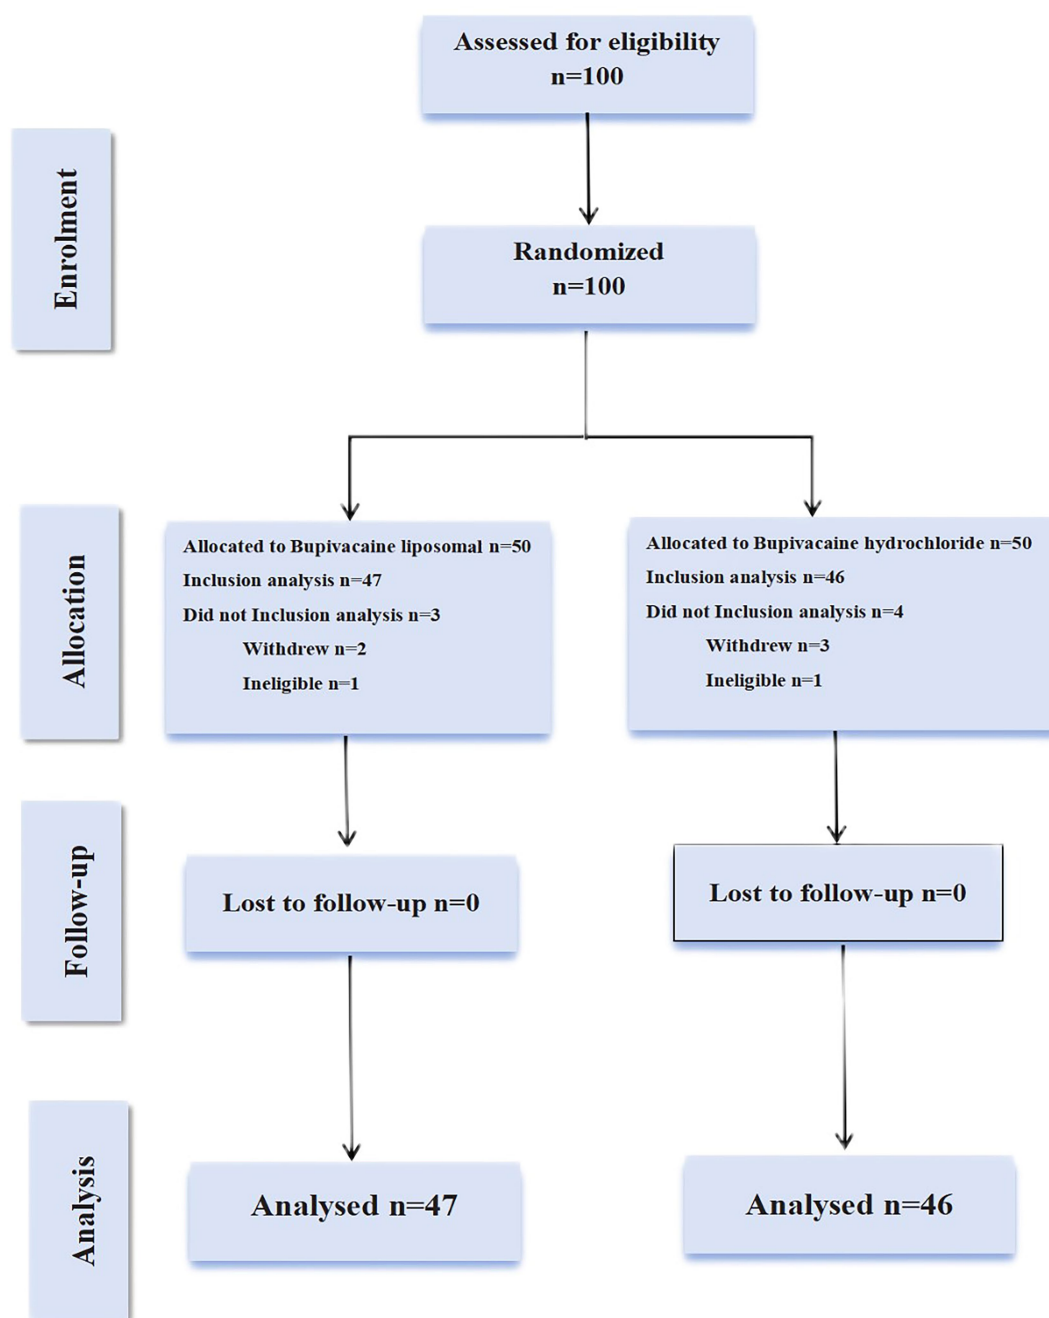 Assessed for eligibility
n=100
Enrolment
Randomized
n=100
Allocation
Allocated to Bupivacaine liposomal n=50
Inclusion analysis n=47
Did not Inclusion analysis n=3
Withdrew n=2
Ineligible n=1
Allocated to Bupivacaine hydrochloride n=50
Inclusion analysis n=46
Did not Inclusion analysis n=4
Withdrew n=3
Ineligible n=1
Follow-up
Lost to follow-up n=0
Lost to follow-up n=0
Analysis
Analysed n=47
Analysed n=46